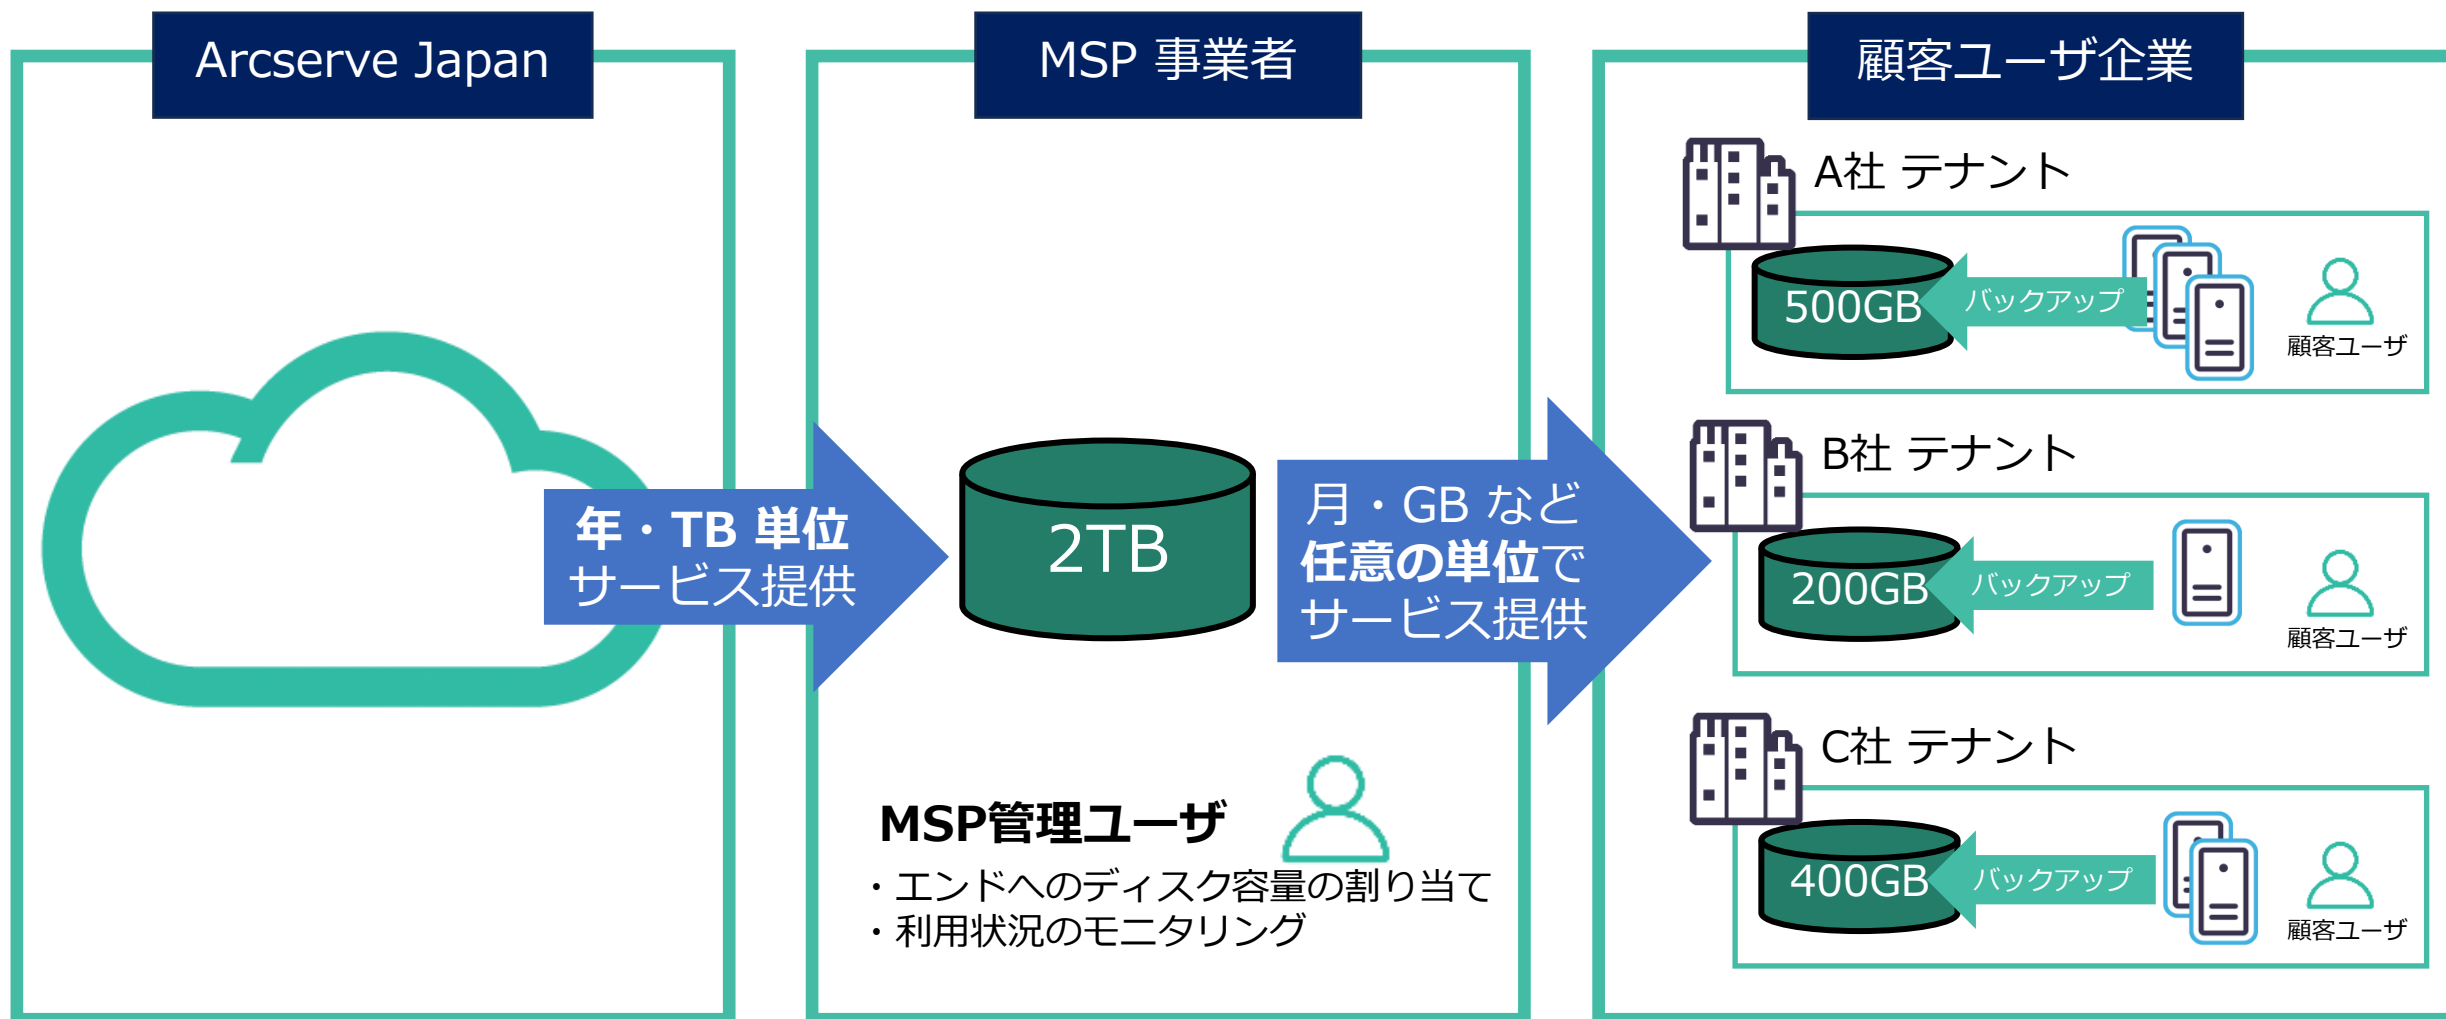 Arcserve Japan
年・TB 単位
サービス提供
MSP 事業者
2TB
MSP管理ユーザ
・エンドへのディスク容量の割り当て
・利用状況のモニタリング
月・GB など
任意の単位で
サービス提供
顧客ユーザ企業
A社 テナント
500GB
バックアップ
顧客ユーザ
B社 テナント
200GB
バックアップ
顧客ユーザ
C社 テナント
400GB
バックアップ
顧客ユーザ